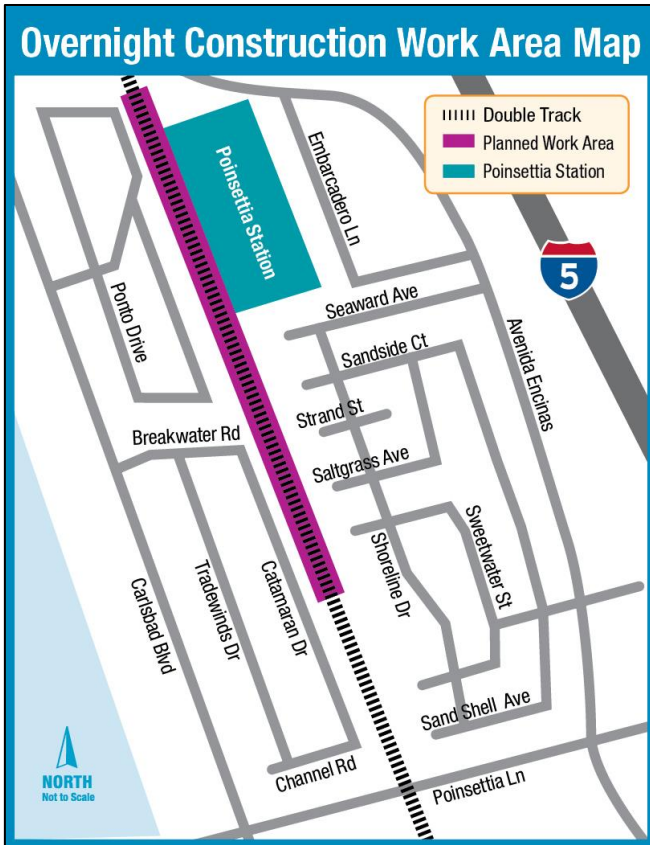 Overnight Construction Work Area Map
Double Track
Planned Work Area
Poinsettia Station
Poinsettia Station
Embarcadero Ln
5
Seaward Ave
Ponto Drive
Sandside Ct
Avenida Encinas
Strand St
Breakwater Rd
Saltgrass Ave
Sweetwater St
Shoreline Dr
Catamaran Dr
Tradewinds Dr
Carlsbad Blvd
Sand Shell Ave
Channel Rd
Poinsettia Ln
NORTH
Not to Scale